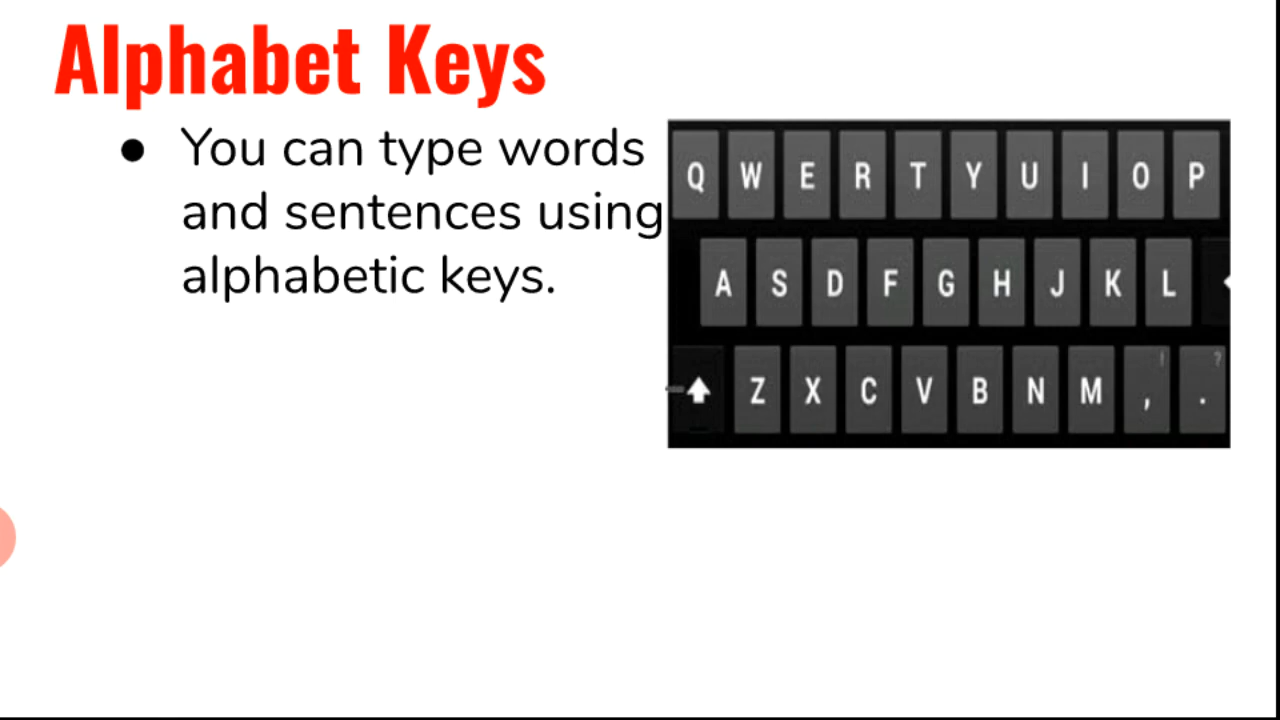 Alphabet Keys
● You can type words
and sentences using
alphabetic keys.
Q W E R T Y U I O P
A S D F G H J K L
Z X C V B N M , ! . ?